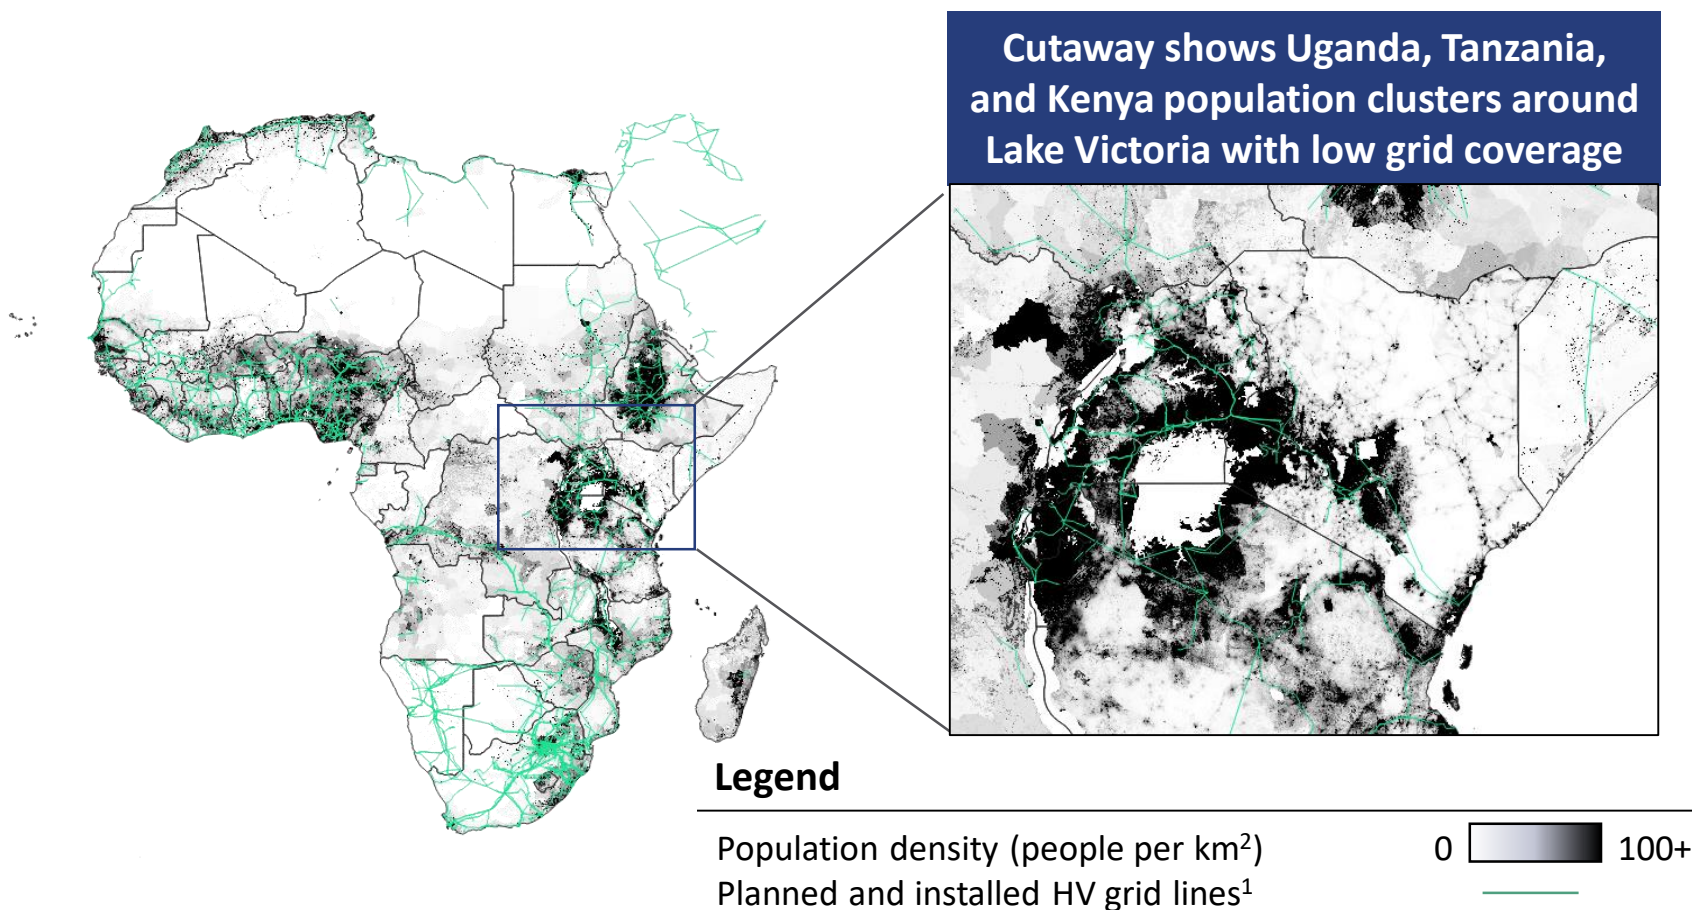 Cutaway shows Uganda, Tanzania,
and Kenya population clusters around
Lake Victoria with low grid coverage
Legend
Population density (people per km²) 0 100+
Planned and installed HV grid lines¹